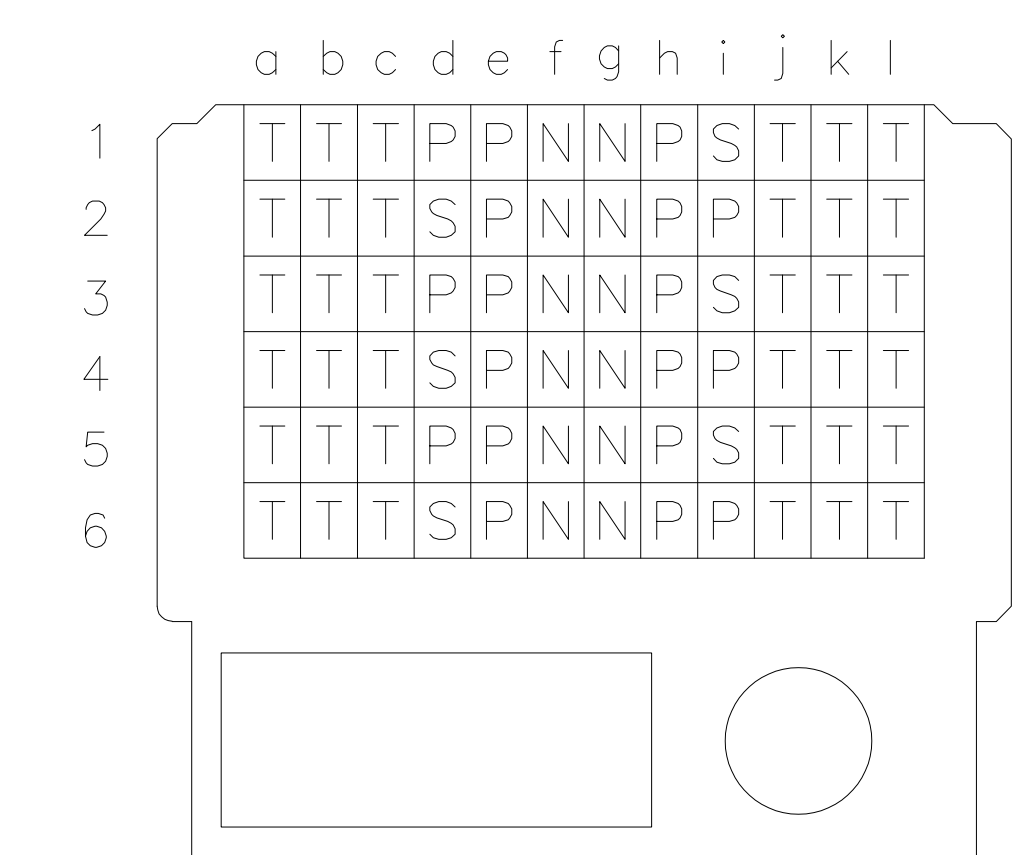 a b c d e f g h i j k l
1 T T T P P N N P S T T T
2 T T T S P N N P P T T T
3 T T T P P N N P S T T T
4 T T T S P N N P P T T T
5 T T T P P N N P S T T T
6 T T T S P N N P P T T T